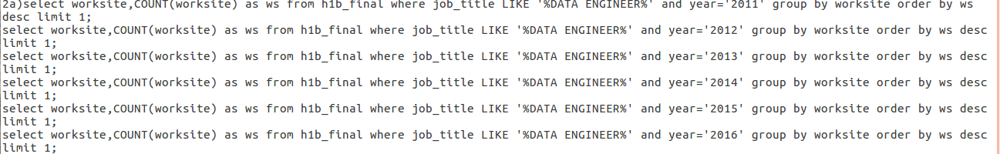 2a)select worksite,COUNT(worksite) as ws from h1b_final where job_title LIKE '%DATA ENGINEER%' and year='2011' group by worksite order by ws
desc limit 1;
select worksite,COUNT(worksite) as ws from h1b_final where job_title LIKE '%DATA ENGINEER%' and year='2012' group by worksite order by ws desc
limit 1;
select worksite,COUNT(worksite) as ws from h1b_final where job_title LIKE '%DATA ENGINEER%' and year='2013' group by worksite order by ws desc
limit 1;
select worksite,COUNT(worksite) as ws from h1b_final where job_title LIKE '%DATA ENGINEER%' and year='2014' group by worksite order by ws desc
limit 1;
select worksite,COUNT(worksite) as ws from h1b_final where job_title LIKE '%DATA ENGINEER%' and year='2015' group by worksite order by ws desc
limit 1;
select worksite,COUNT(worksite) as ws from h1b_final where job_title LIKE '%DATA ENGINEER%' and year='2016' group by worksite order by ws desc
limit 1;